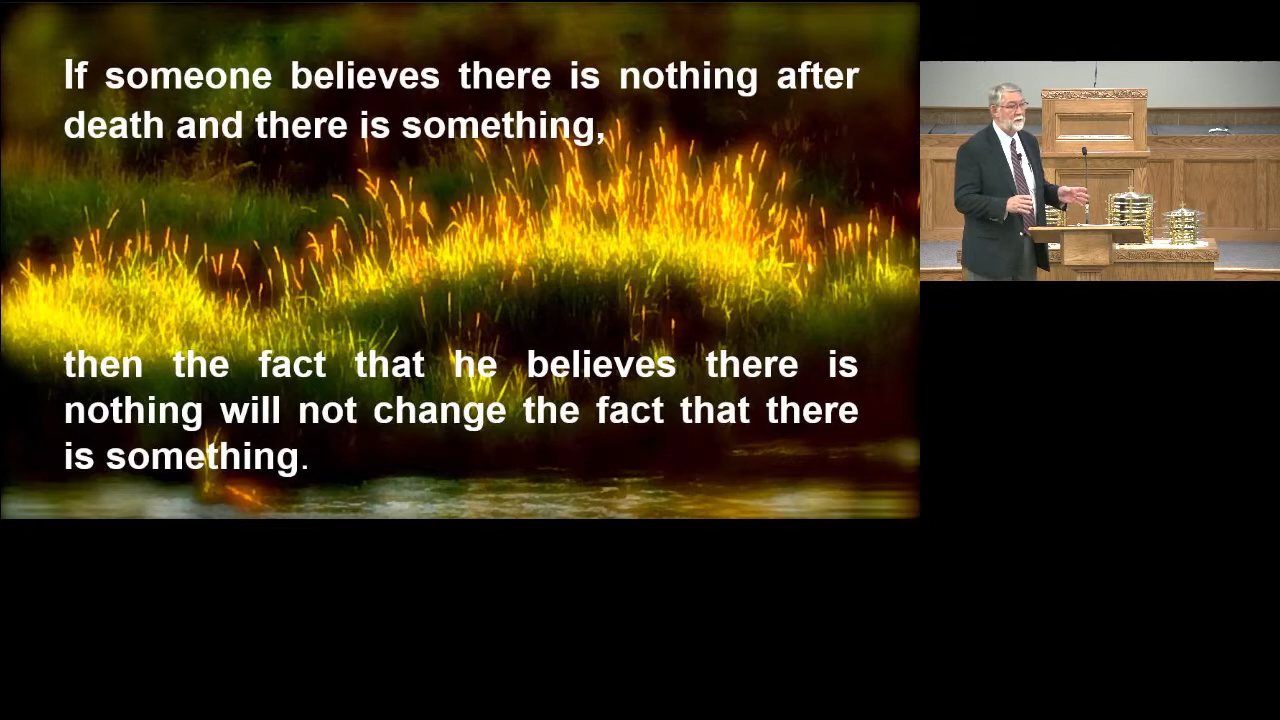 If someone believes there is nothing after
death and there is something,
then the fact that he believes there is
nothing will not change the fact that there
is something.